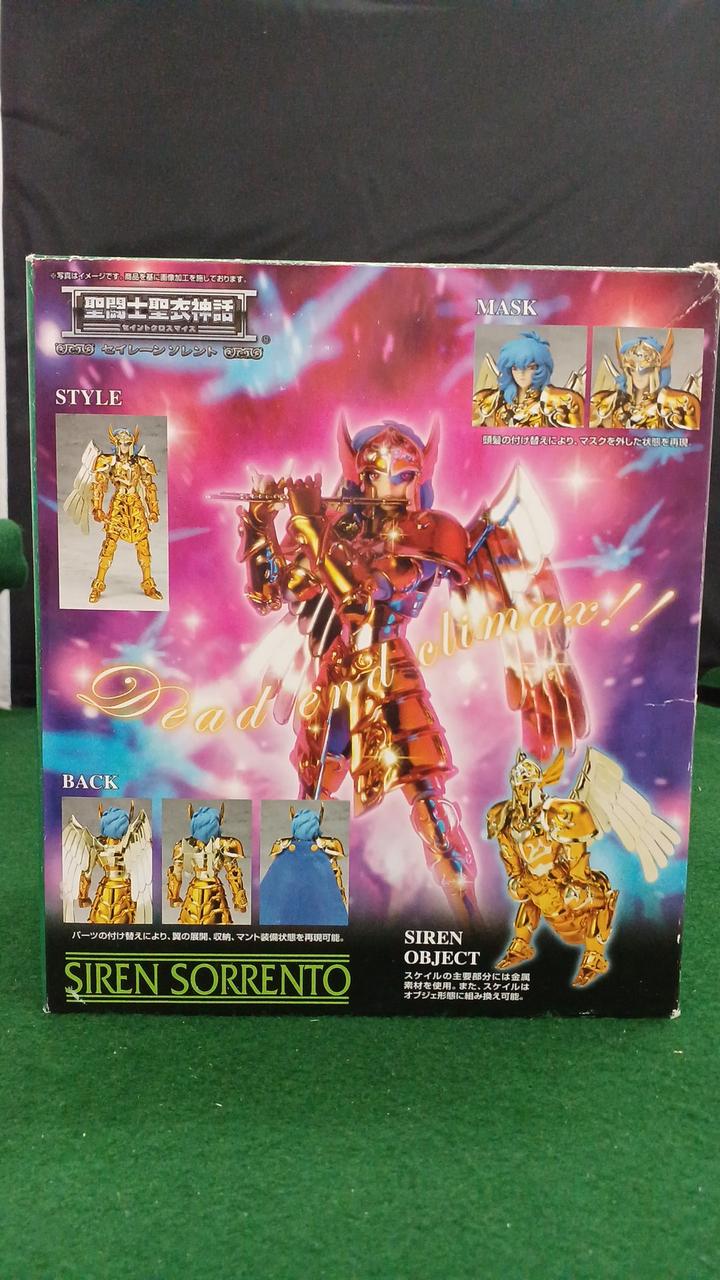 ※写真はイメージです、商品を基に画像加工を施しております。
聖闘士聖衣神話
セイントクロスマイス
セイレーン ソレント
MASK
頭髪の付け替えにより、マスクを外した状態を再現
STYLE
Dead end climax!!
BACK
パーツの付け替えにより、翼の展開、収納、マント装備状態を再現可能。
SIREN SORRENTO
SIREN
OBJECT
スケイルの主要部分には金属
素材を使用。また、スケイルは
オブジェ形態に組み換え可能。